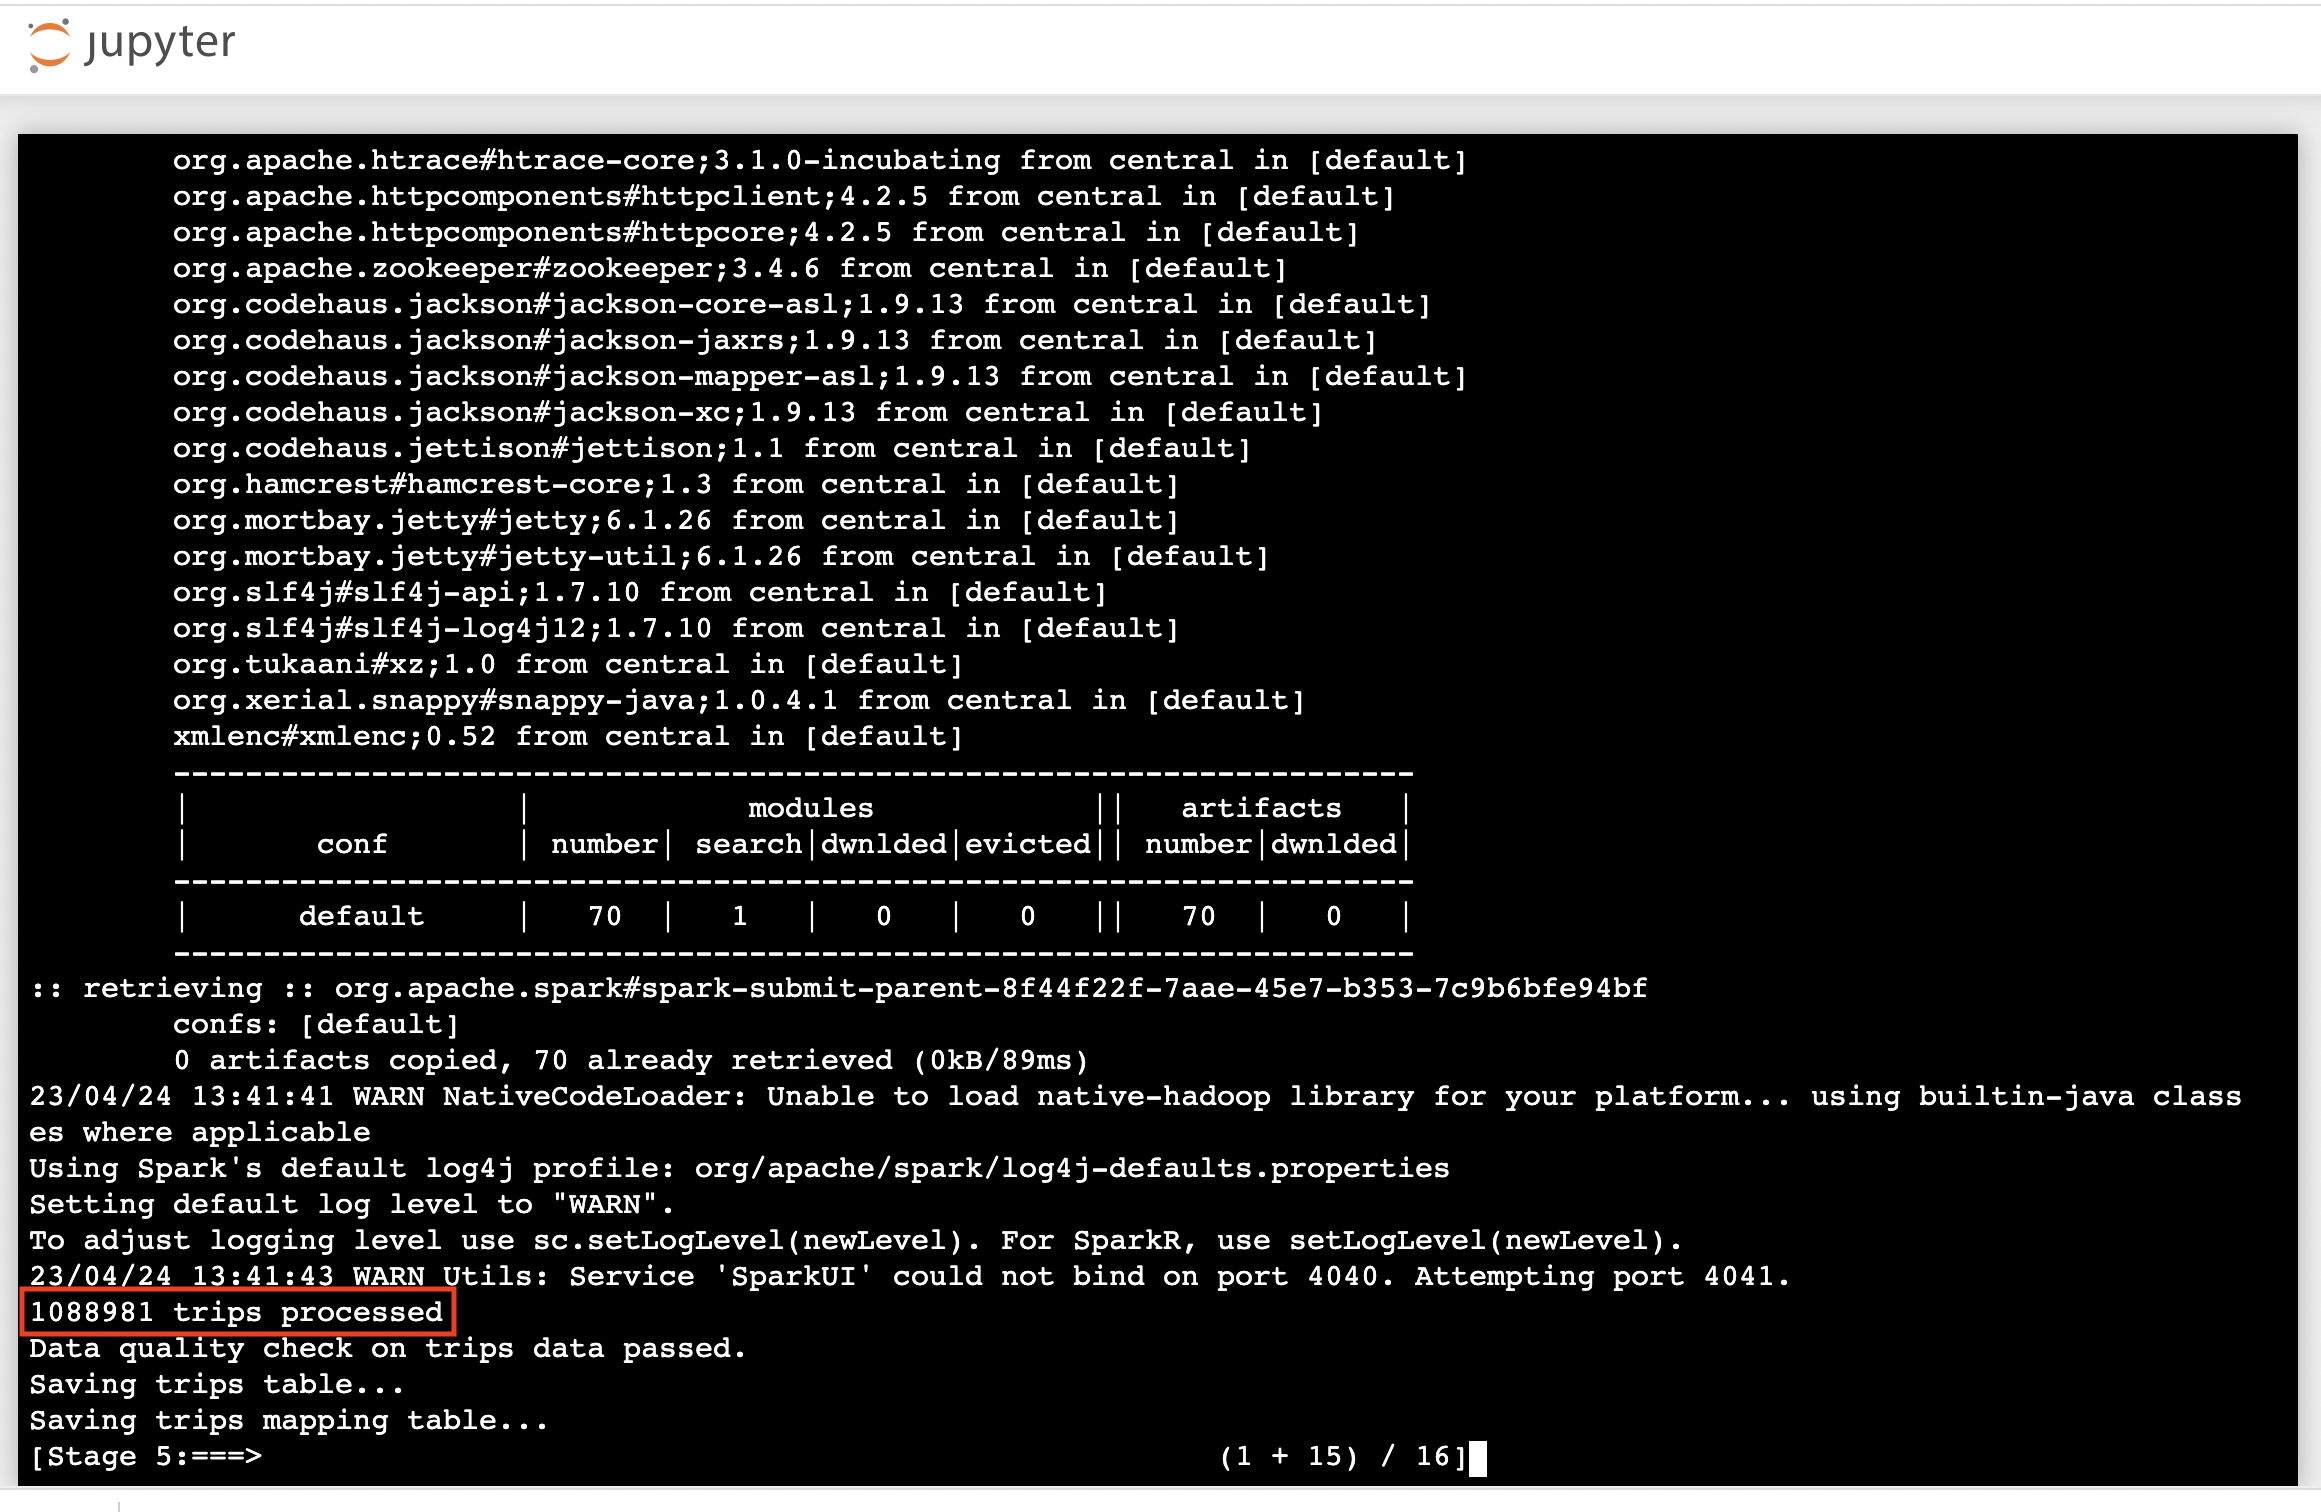 jupyter
org.apache.htrace#htrace-core;3.1.0-incubating from central in [default]
org.apache.httpcomponents#httpclient;4.2.5 from central in [default]
org.apache.httpcomponents#httpcore;4.2.5 from central in [default]
org.apache.zookeeper#zookeeper;3.4.6 from central in [default]
org.codehaus.jackson#jackson-core-asl;1.9.13 from central in [default]
org.codehaus.jackson#jackson-jaxrs;1.9.13 from central in [default]
org.codehaus.jackson#jackson-mapper-asl;1.9.13 from central in [default]
org.codehaus.jackson#jackson-xc;1.9.13 from central in [default]
org.codehaus.jettison#jettison;1.1 from central in [default]
org.hamcrest#hamcrest-core;1.3 from central in [default]
org.mortbay.jetty#jetty;6.1.26 from central in [default]
org.mortbay.jetty#jetty-util;6.1.26 from central in [default]
org.slf4j#slf4j-api;1.7.10 from central in [default]
org.slf4j#slf4j-log4j12;1.7.10 from central in [default]
org.tukaani#xz;1.0 from central in [default]
org.xerial.snappy#snappy-java;1.0.4.1 from central in [default]
xmlenc#xmlenc;0.52 from central in [default]
---------------------------------------------------------------------
|                  |            modules            ||   artifacts   |
|       conf       | number| search|dwnlded|evicted|| number|dwnlded|
---------------------------------------------------------------------
|      default     |   70  |   1   |   0   |   0   ||   70  |   0   |
---------------------------------------------------------------------
:: retrieving :: org.apache.spark#spark-submit-parent-8f44f22f-7aae-45e7-b353-7c9b6bfe94bf
confs: [default]
0 artifacts copied, 70 already retrieved (0kB/89ms)
23/04/24 13:41:41 WARN NativeCodeLoader: Unable to load native-hadoop library for your platform... using builtin-java class
es where applicable
Using Spark's default log4j profile: org/apache/spark/log4j-defaults.properties
Setting default log level to "WARN".
To adjust logging level use sc.setLogLevel(newLevel). For SparkR, use setLogLevel(newLevel).
23/04/24 13:41:43 WARN Utils: Service 'SparkUI' could not bind on port 4040. Attempting port 4041.
1088981 trips processed
Data quality check on trips data passed.
Saving trips table...
Saving trips mapping table...
[Stage 5:===>                                                     (1 + 15) / 16]